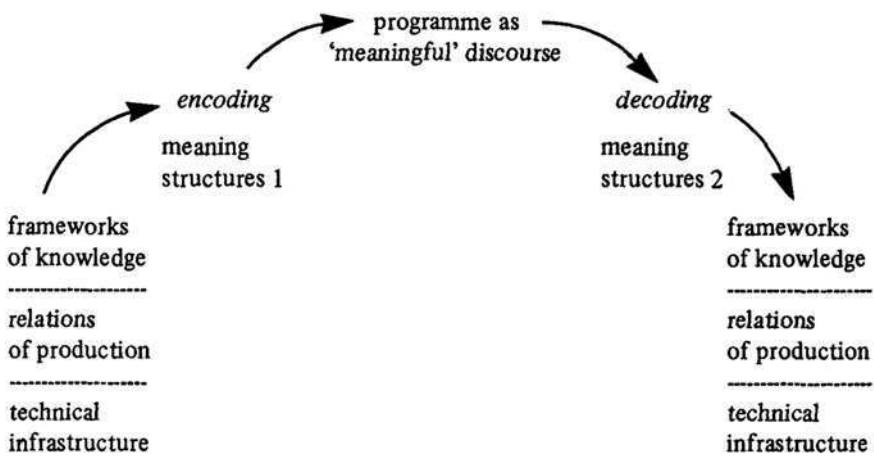 programme as
‘meaningful’ discourse
encoding
meaning
structures 1
decoding
meaning
structures 2
frameworks
of knowledge
relations
of production
technical
infrastructure
frameworks
of knowledge
relations
of production
technical
infrastructure